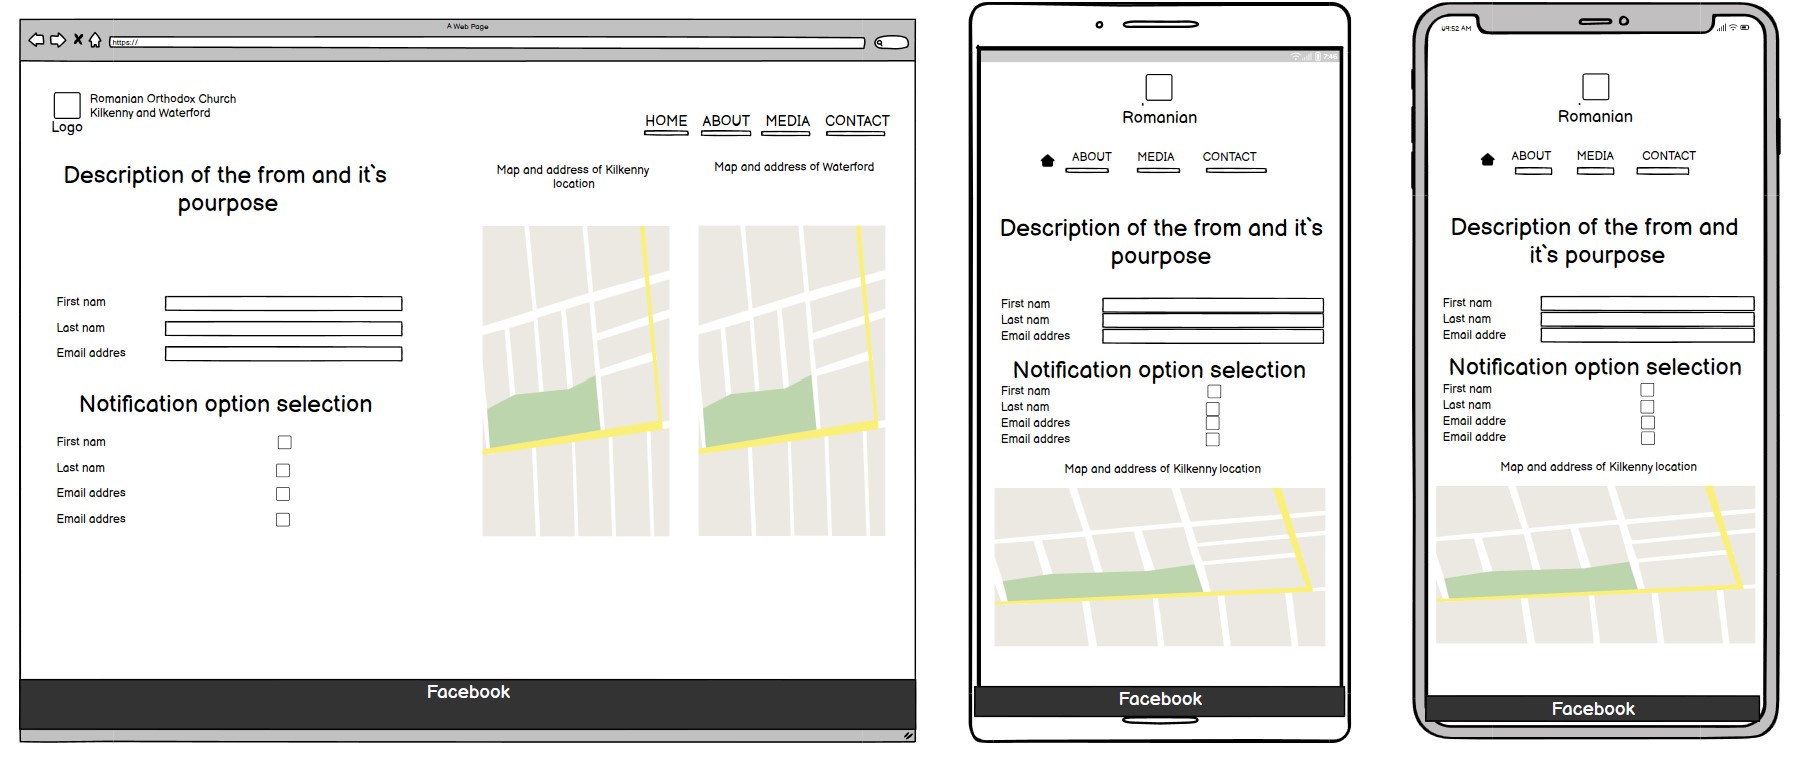 A Web Page
https://
Romanian Orthodox Church
Kilkenny and Waterford
Logo
HOME ABOUT MEDIA CONTACT
Description of the from and it`s
pourpose
Map and address of Kilkenny
location
Map and address of Waterford
First nam
Last nam
Email addres
Notification option selection
First nam
Last nam
Email addres
Email addres
Facebook
7:46
Romanian
ABOUT MEDIA CONTACT
Description of the from and it`s
pourpose
First nam
Last nam
Email addres
Notification option selection
First nam
Last nam
Email addres
Email addres
Map and address of Kilkenny location
Facebook
09:52 AM
Romanian
ABOUT MEDIA CONTACT
Description of the from and
it`s pourpose
First nam
Last nam
Email addre
Notification option selection
First nam
Last nam
Email addre
Email addre
Map and address of Kilkenny location
Facebook